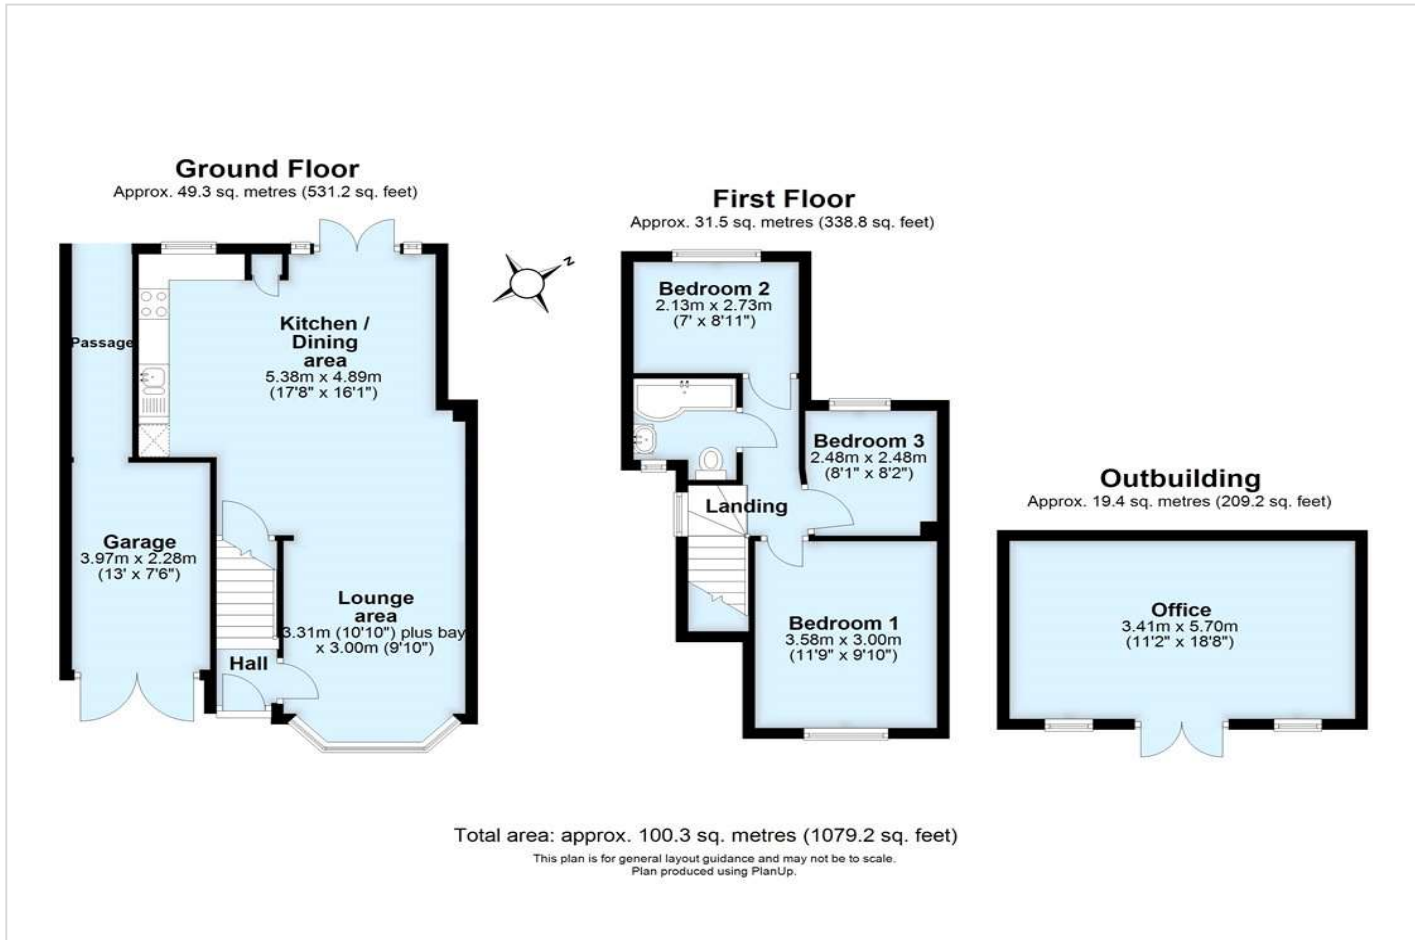 Ground Floor
Approx. 49.3 sq. metres (531.2 sq. feet)
Passage
Kitchen /
Dining
area
5.38m x 4.89m
(17'8" x 16'1")
Garage
3.97m x 2.28m
(13' x 7'6")
Lounge
area
3.31m (10'10") plus bay
x 3.00m (9'10")
Hall
N
First Floor
Approx. 31.5 sq. metres (338.8 sq. feet)
Bedroom 2
2.13m x 2.73m
(7' x 8'11")
Bedroom 3
2.48m x 2.48m
(8'1" x 8'2")
Landing
Bedroom 1
3.58m x 3.00m
(11'9" x 9'10")
Outbuilding
Approx. 19.4 sq. metres (209.2 sq. feet)
Office
3.41m x 5.70m
(11'2" x 18'8")
Total area: approx. 100.3 sq. metres (1079.2 sq. feet)
This plan is for general layout guidance and may not be to scale.
Plan produced using PlanUp.